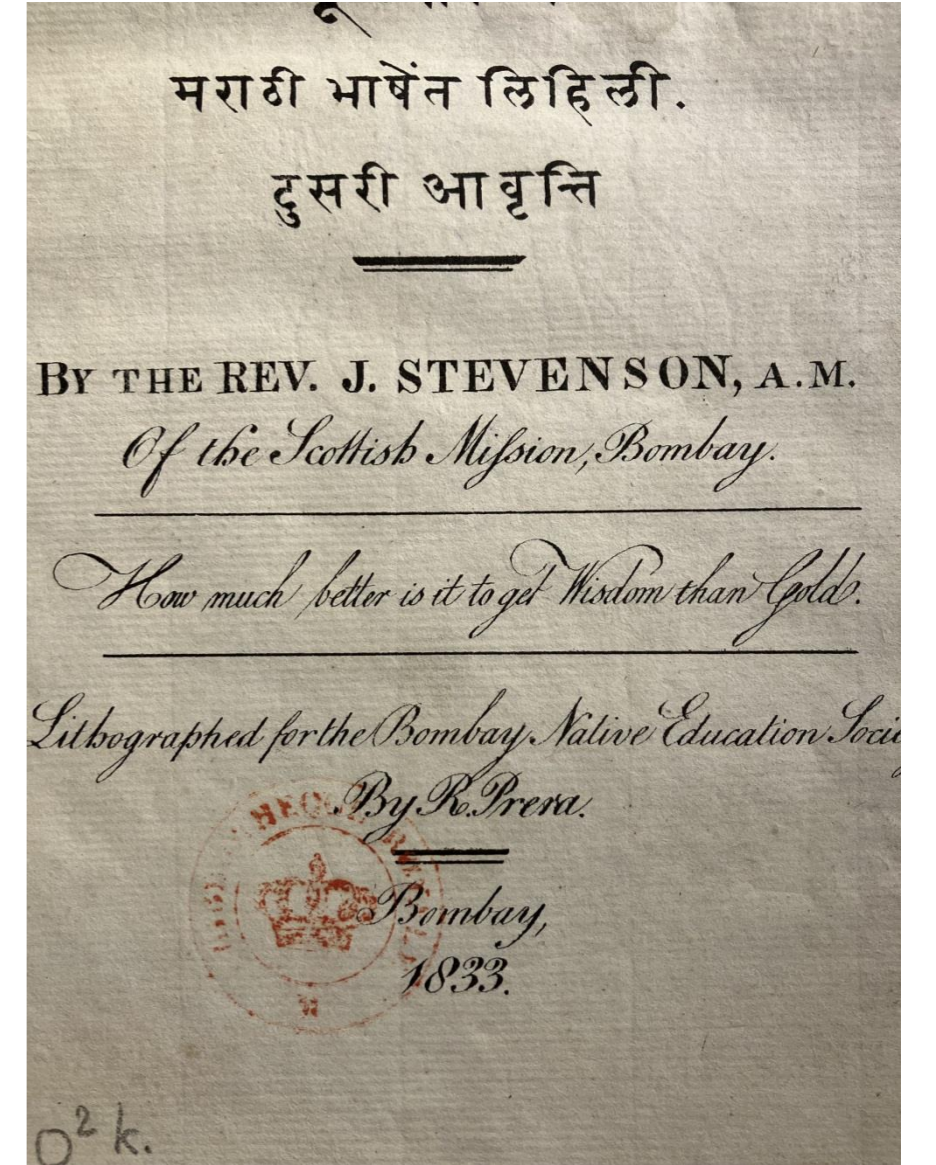 मराठी भाषेंत लिहिली.
दुसरी आवृत्ति
BY THE REV. J. STEVENSON, A.M.
Of the Scottish Miſsion, Bombay.
How much better is it to get Wisdom than Gold.
Lithographed for the Bombay Native Education Soci
By R. Prera.
Bombay,
1833.
O² k.